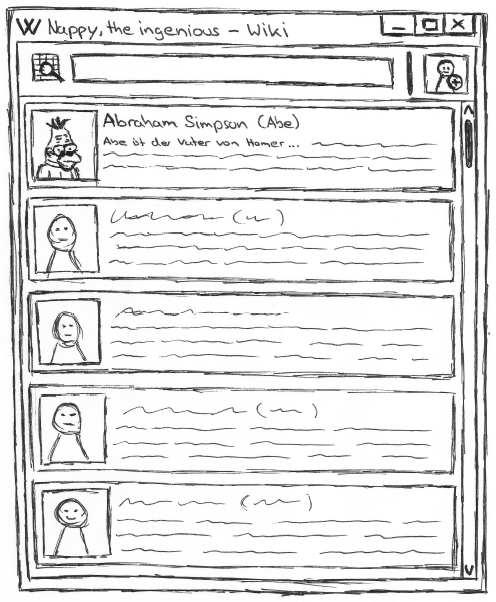 W Nappy, the ingenious - Wiki
Abraham Simpson (Abe)
Abe ist der Vater von Homer...